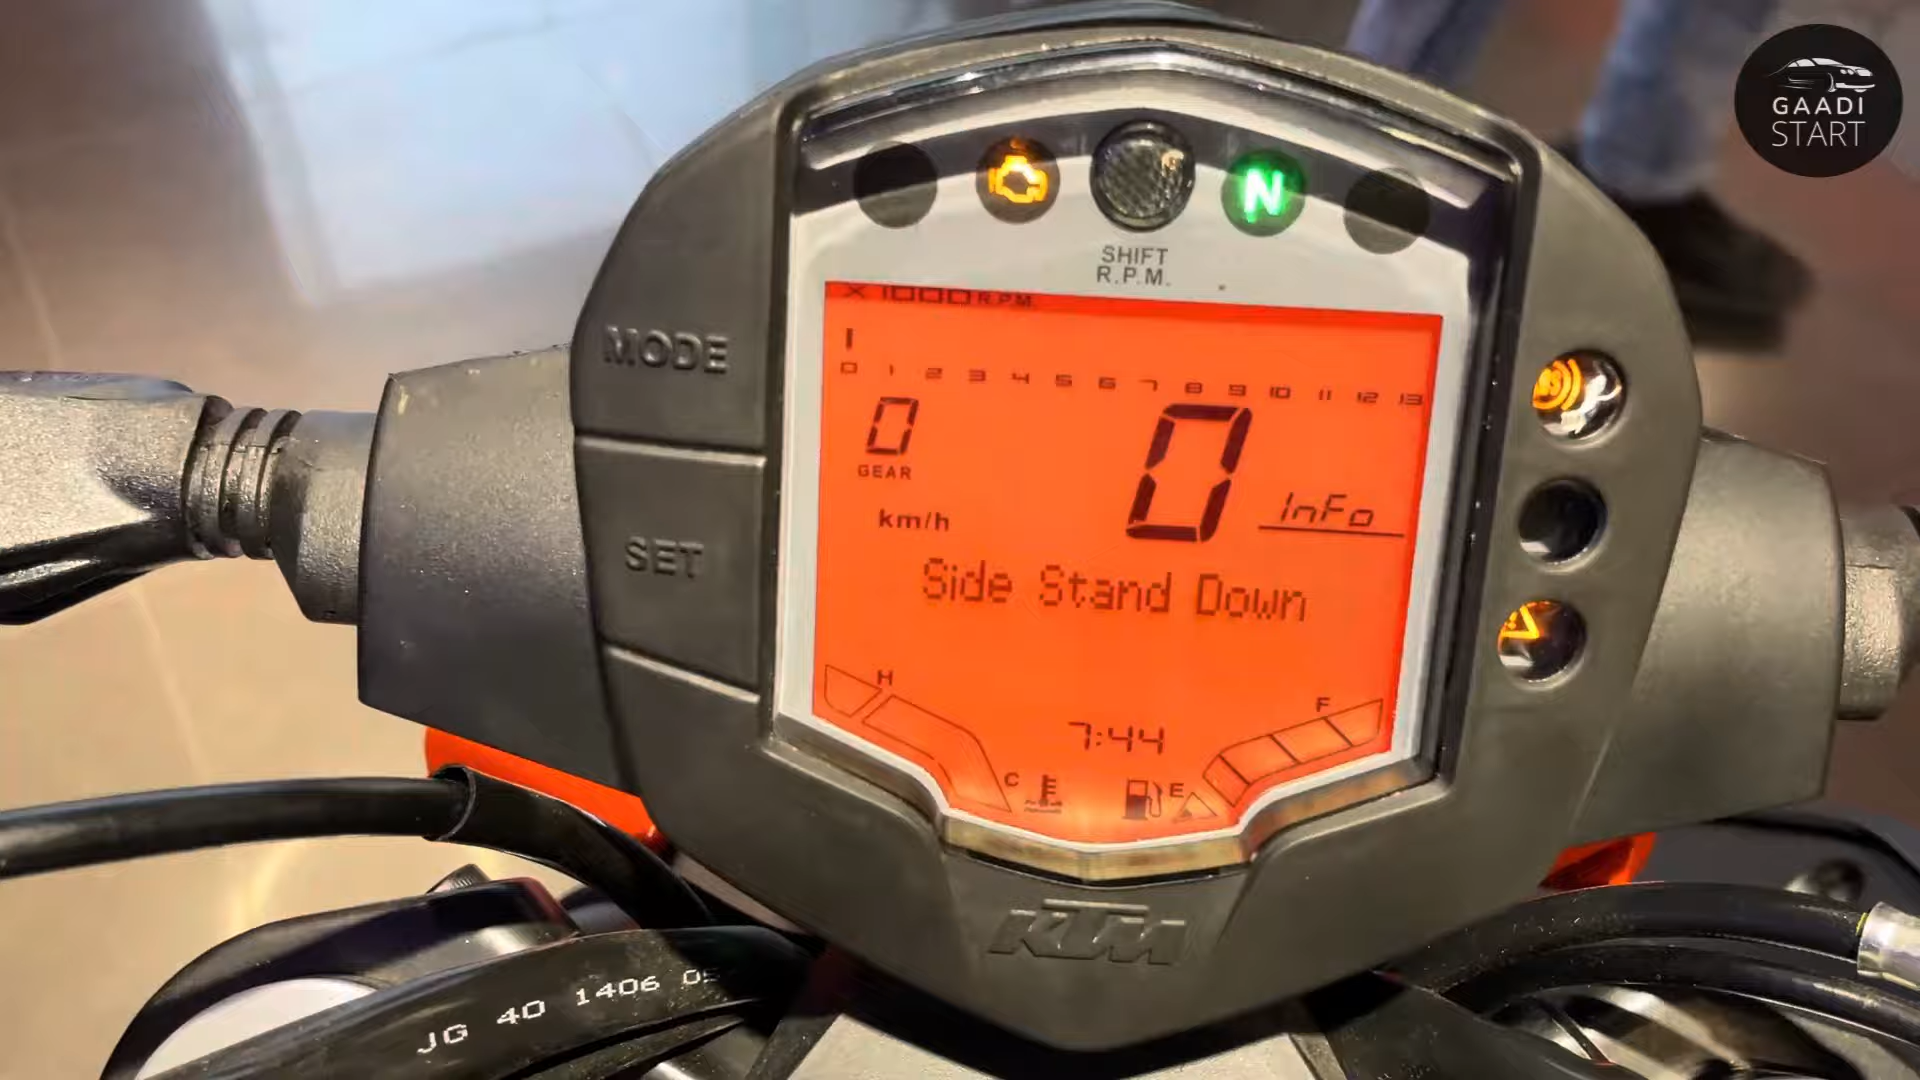 GAADI
START
N
SHIFT
R.P.M.
X 1000 R.P.M.
MODE
0 1 2 3 4 5 6 7 8 9 10 11 12 13
0
GEAR
0
InFo
km/h
SET
Side Stand Down
H
F
7:44
C
E
KTM
JG 40 1406